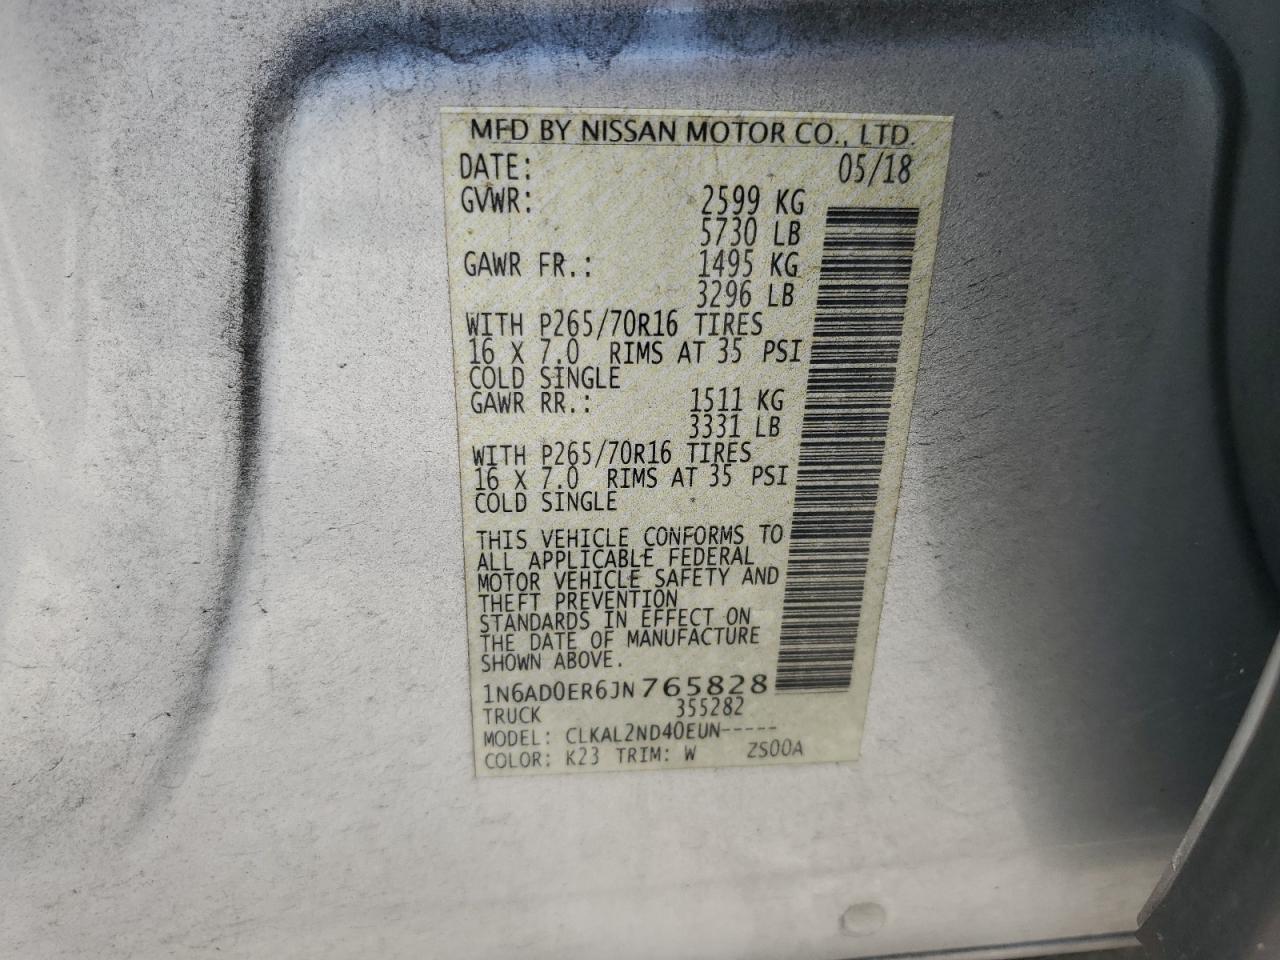 MFD BY NISSAN MOTOR CO., LTD.
DATE: 05/18
GVWR: 2599 KG
5730 LB
GAWR FR.: 1495 KG
3296 LB
WITH P265/70R16 TIRES
16 X 7.0 RIMS AT 35 PSI
COLD SINGLE
GAWR RR.: 1511 KG
3331 LB
WITH P265/70R16 TIRES
16 X 7.0 RIMS AT 35 PSI
COLD SINGLE
THIS VEHICLE CONFORMS TO
ALL APPLICABLE FEDERAL
MOTOR VEHICLE SAFETY AND
THEFT PREVENTION
STANDARDS IN EFFECT ON
THE DATE OF MANUFACTURE
SHOWN ABOVE.
1N6AD0ER6JN765828
TRUCK 355282
MODEL: CLKAL2ND40EUN-----
COLOR: K23 TRIM: W ZS00A